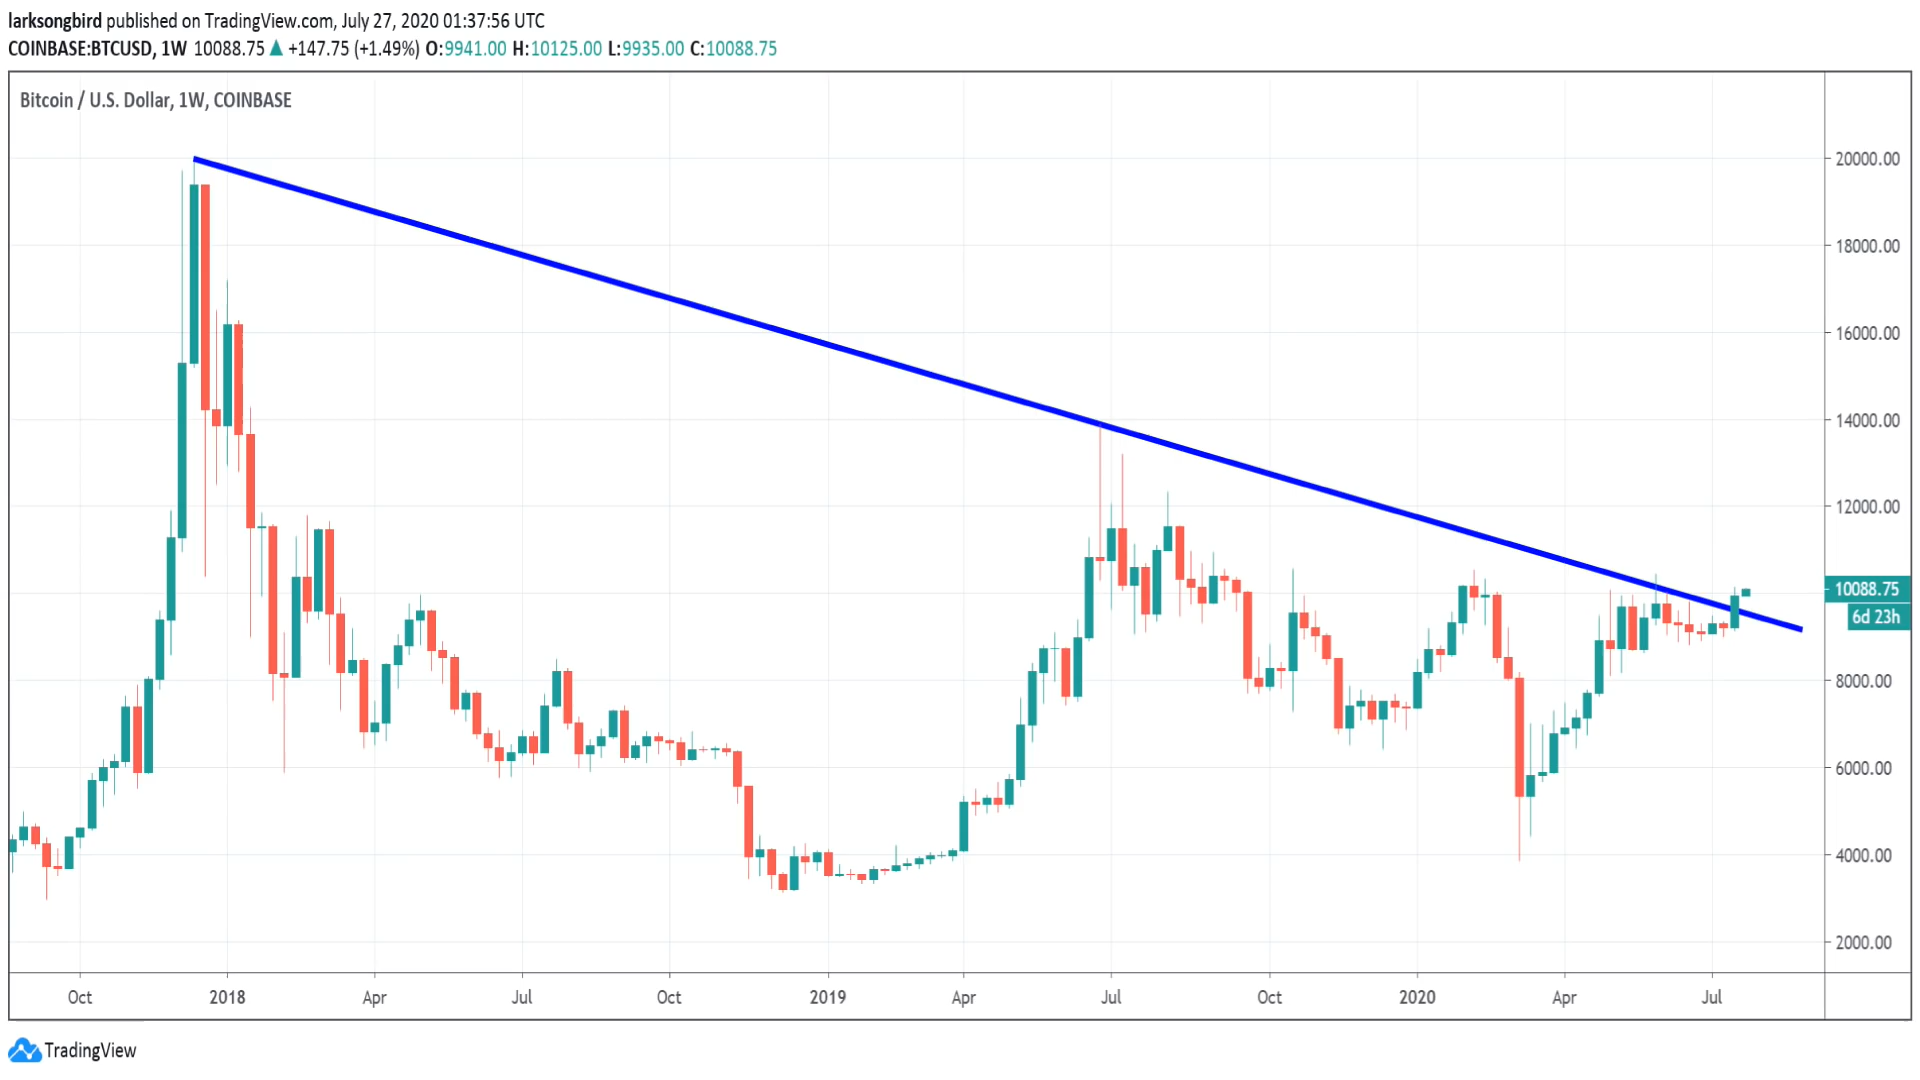 larksongbird published on TradingView.com, July 27, 2020 01:37:56 UTC
COINBASE:BTCUSD, 1W 10088.75 ▲ +147.75 (+1.49%) O:9941.00 H:10125.00 L:9935.00 C:10088.75
Bitcoin / U.S. Dollar, 1W, COINBASE
20000.00
18000.00
16000.00
14000.00
12000.00
10088.75
6d 23h
8000.00
6000.00
4000.00
2000.00
Oct 2018 Apr Jul Oct 2019 Apr Jul Oct 2020 Apr Jul
TradingView